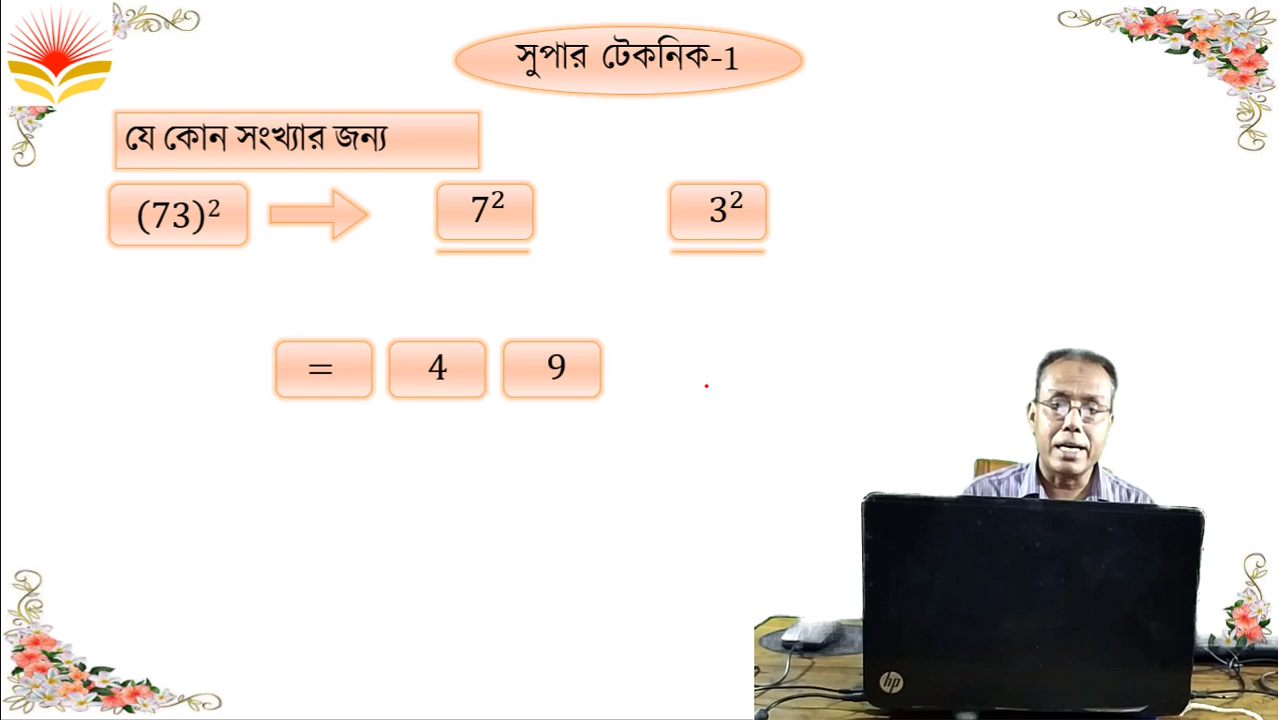 সুপার টেকনিক-1
যে কোন সংখ্যার জন্য
(73)² 7² 3²
= 4 9
hp